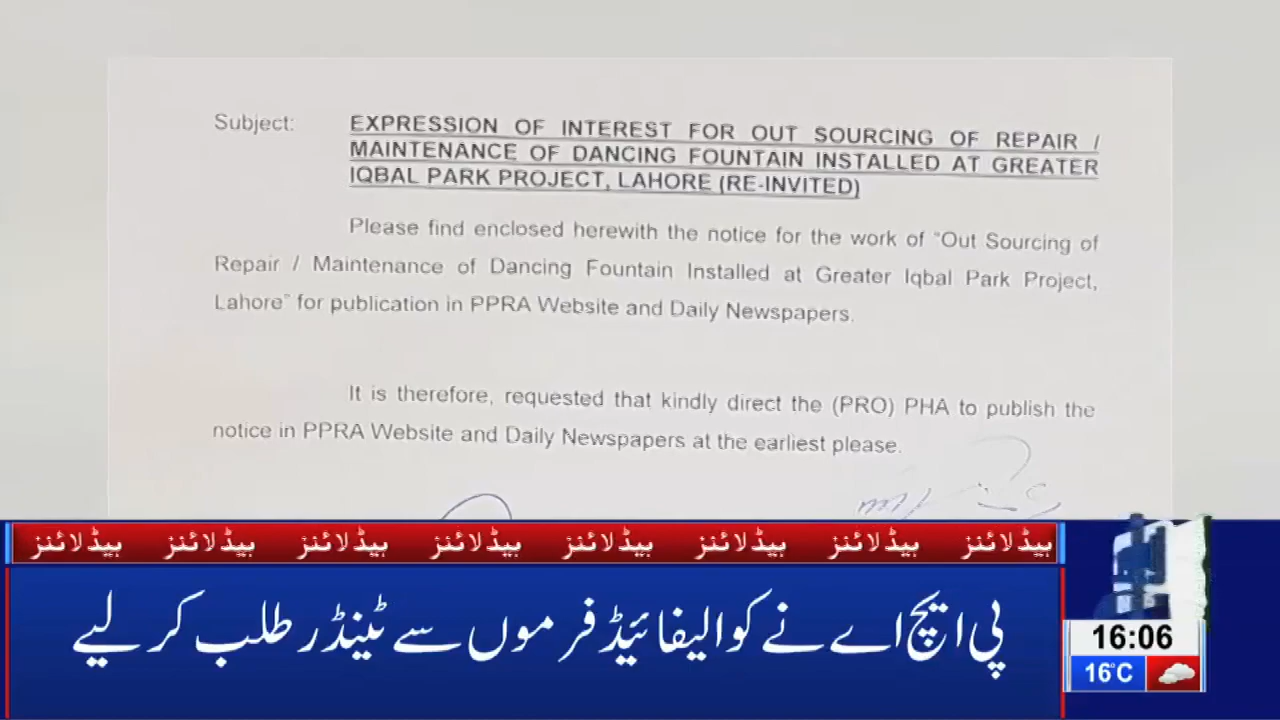 Subject: EXPRESSION OF INTEREST FOR OUT SOURCING OF REPAIR /
MAINTENANCE OF DANCING FOUNTAIN INSTALLED AT GREATER
IQBAL PARK PROJECT, LAHORE (RE-INVITED)
Please find enclosed herewith the notice for the work of “Out Sourcing of
Repair / Maintenance of Dancing Fountain Installed at Greater Iqbal Park Project,
Lahore” for publication in PPRA Website and Daily Newspapers.
It is therefore, requested that kindly direct the (PRO) PHA to publish the
notice in PPRA Website and Daily Newspapers at the earliest please.
ہیڈلائنز ہیڈلائنز ہیڈلائنز ہیڈلائنز ہیڈلائنز ہیڈلائنز ہیڈلائنز ہیڈلائنز
پی ایچ اے نے کوالیفائیڈ فرموں سے ٹینڈر طلب کر لیے
16:06
16°C